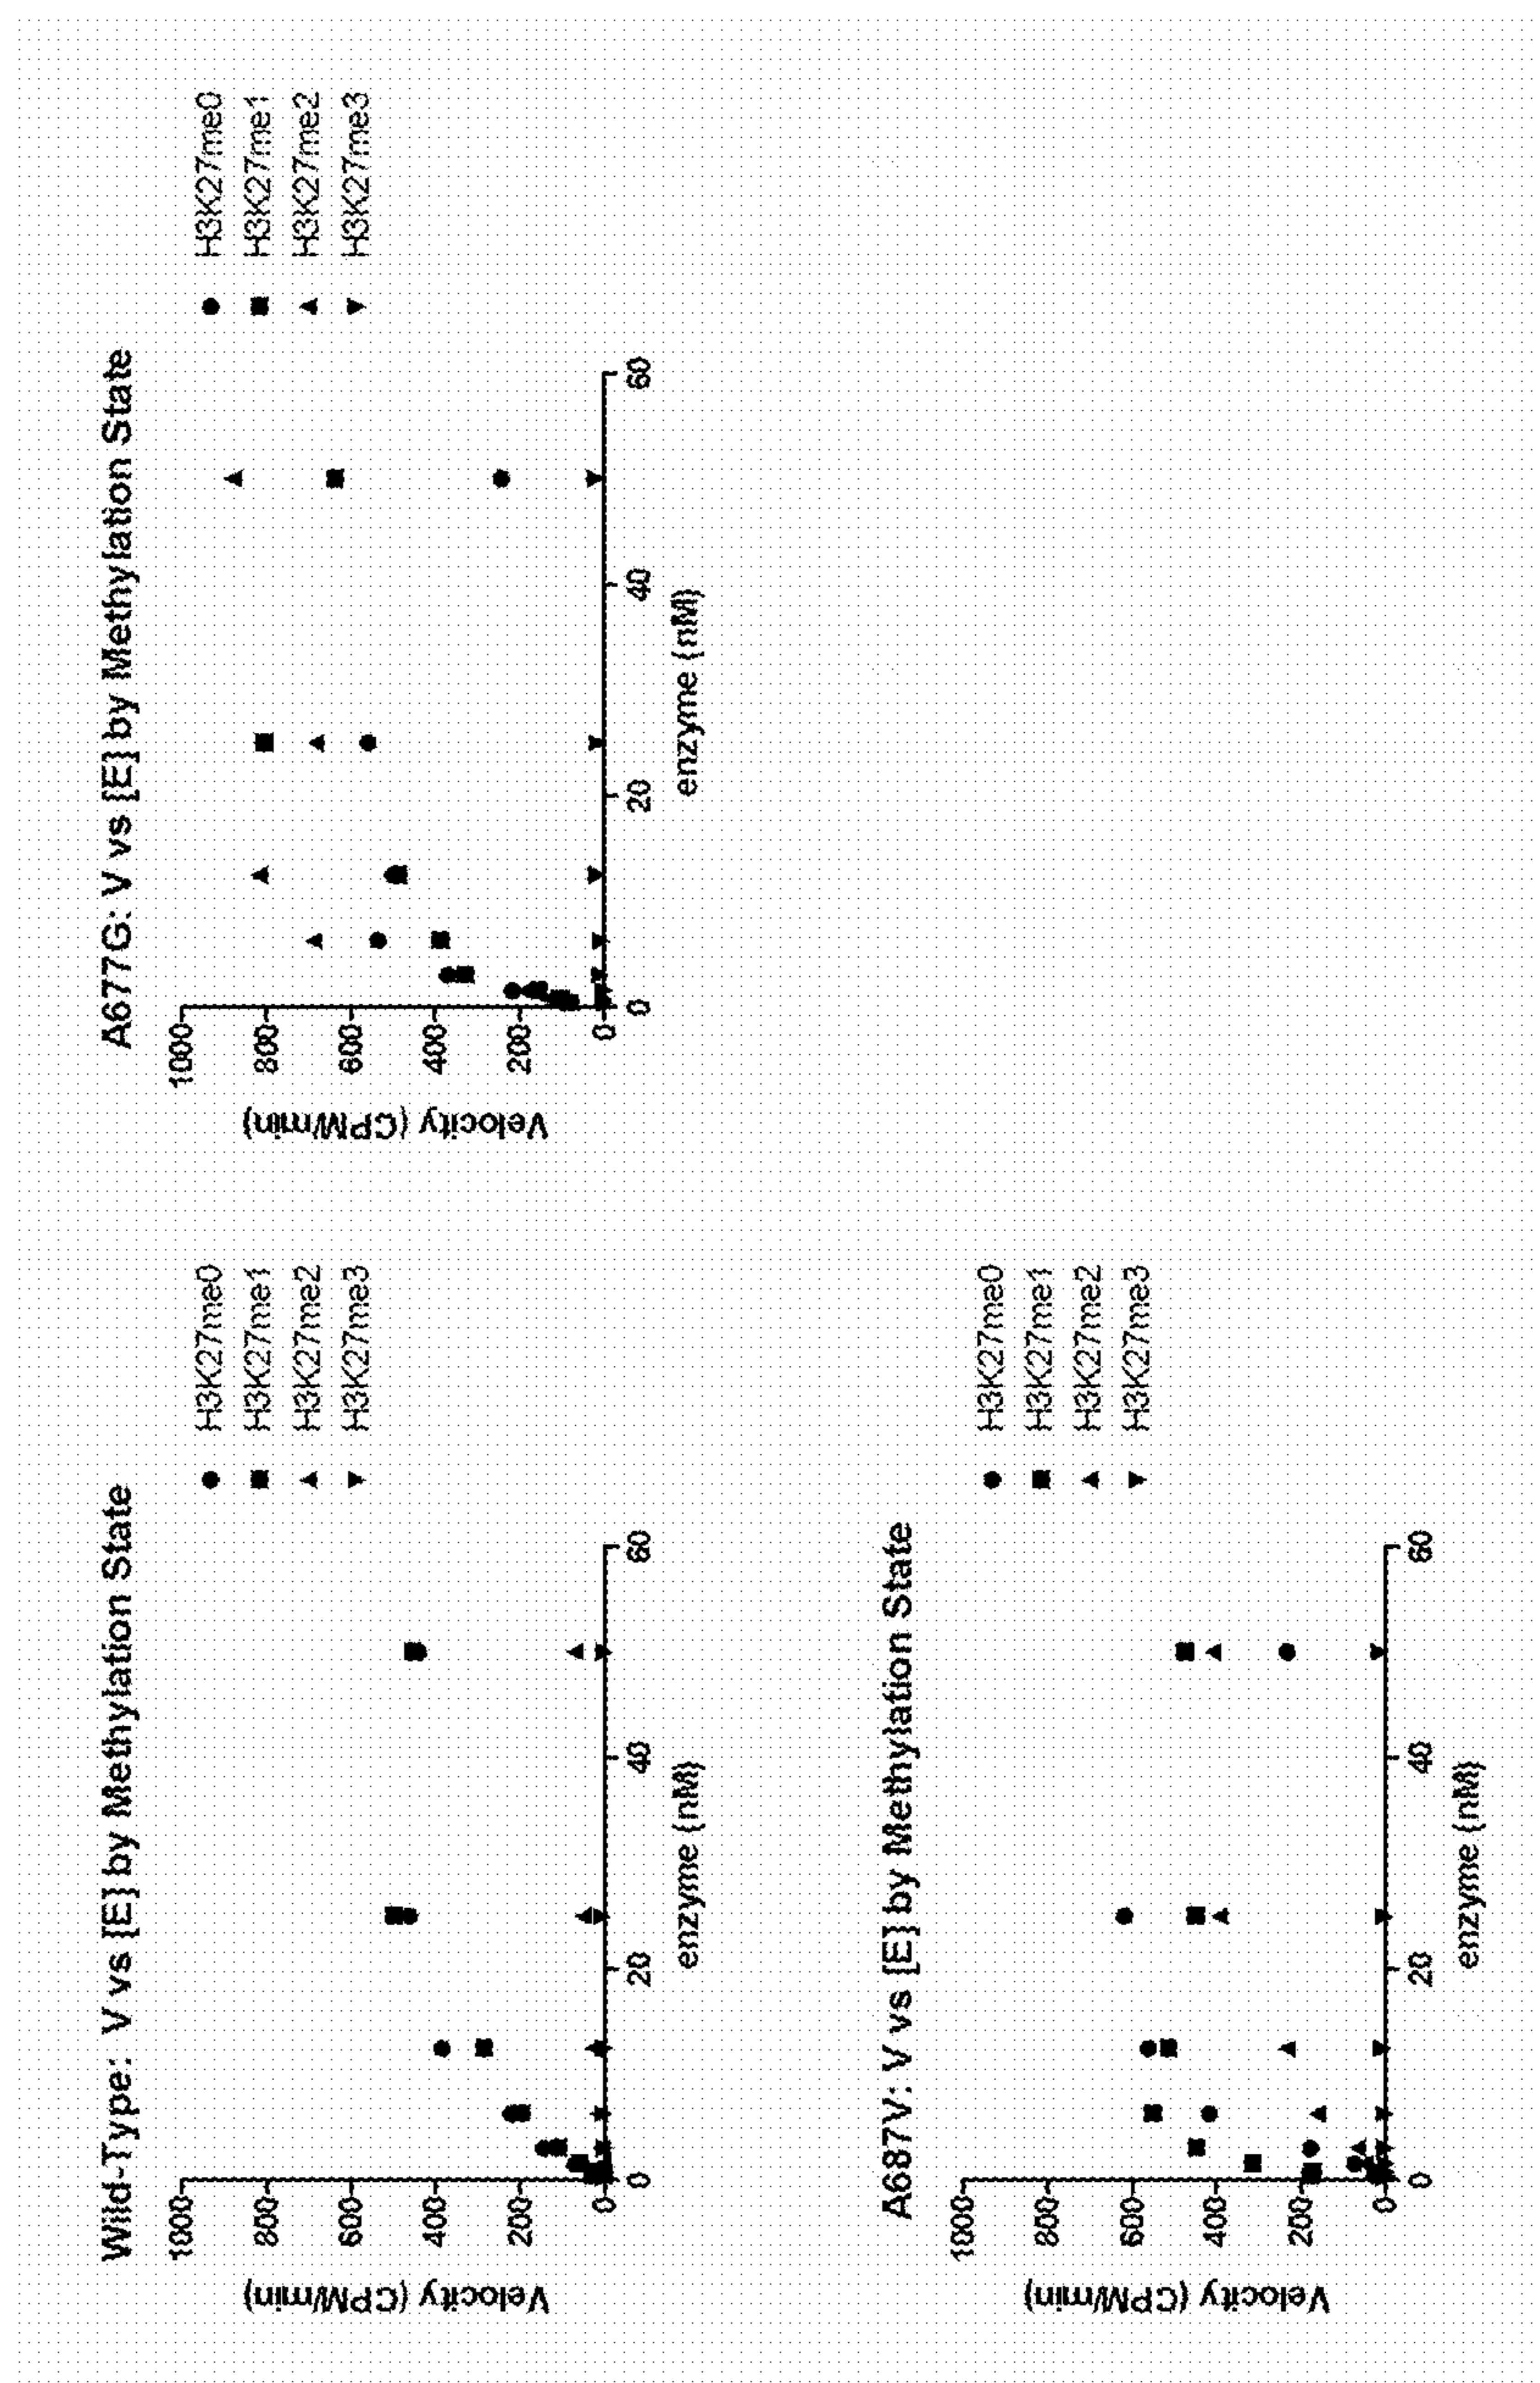 Wild-Type: V vs [E] by Methylation State
Velocity (CPM/min)
1000
800
600
400
200
0
0
20
40
60
enzyme (nM)
H3K27me0
H3K27me1
H3K27me2
H3K27me3
A677G: V vs [E] by Methylation State
Velocity (CPM/min)
1000
800
600
400
200
0
0
20
40
60
enzyme (nM)
H3K27me0
H3K27me1
H3K27me2
H3K27me3
A687V: V vs [E] by Methylation State
Velocity (CPM/min)
1000
800
600
400
200
0
0
20
40
60
enzyme (nM)
H3K27me0
H3K27me1
H3K27me2
H3K27me3